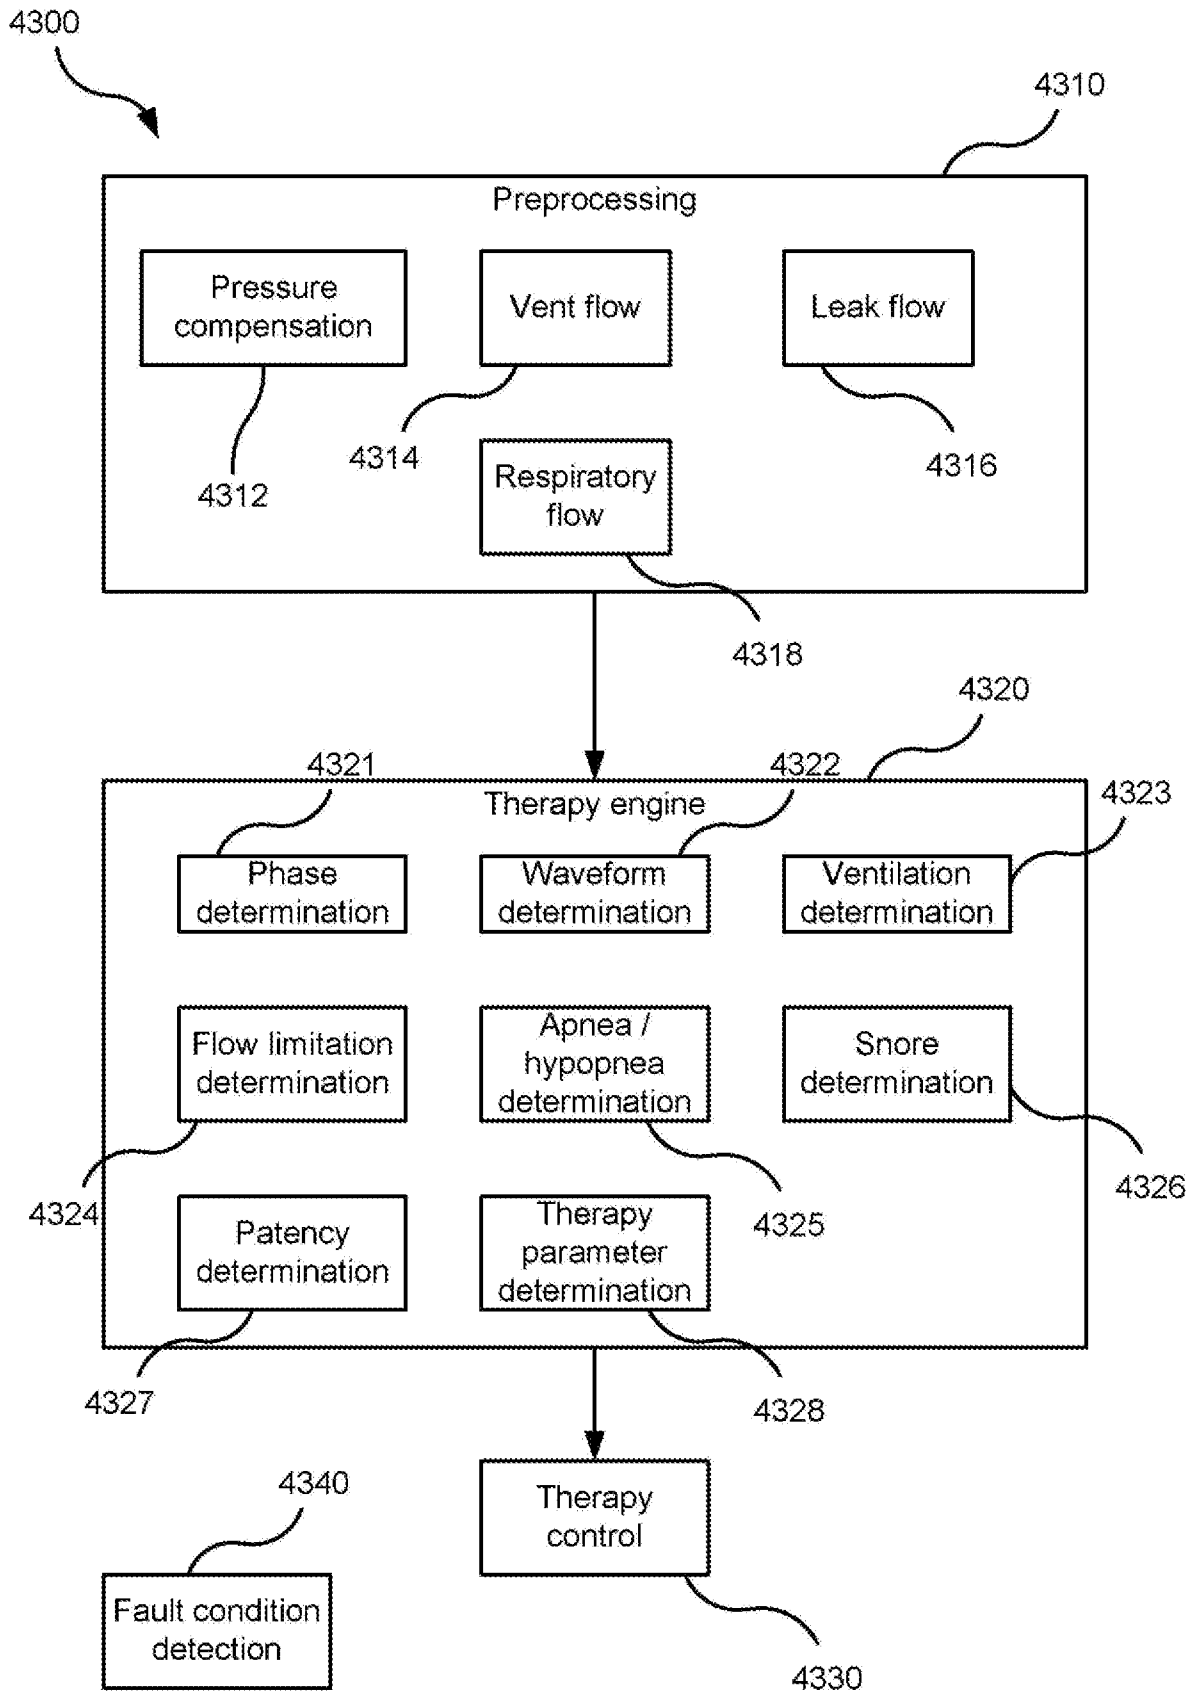 4300
4310
Preprocessing
Pressure
compensation
Vent flow
Leak flow
4312
4314
4316
Respiratory
flow
4318
4320
4321
4322
4323
Therapy engine
Phase
determination
Waveform
determination
Ventilation
determination
Flow limitation
determination
Apnea /
hypopnea
determination
Snore
determination
4324
4325
4326
Patency
determination
Therapy
parameter
determination
4327
4328
4340
Therapy
control
Fault condition
detection
4330